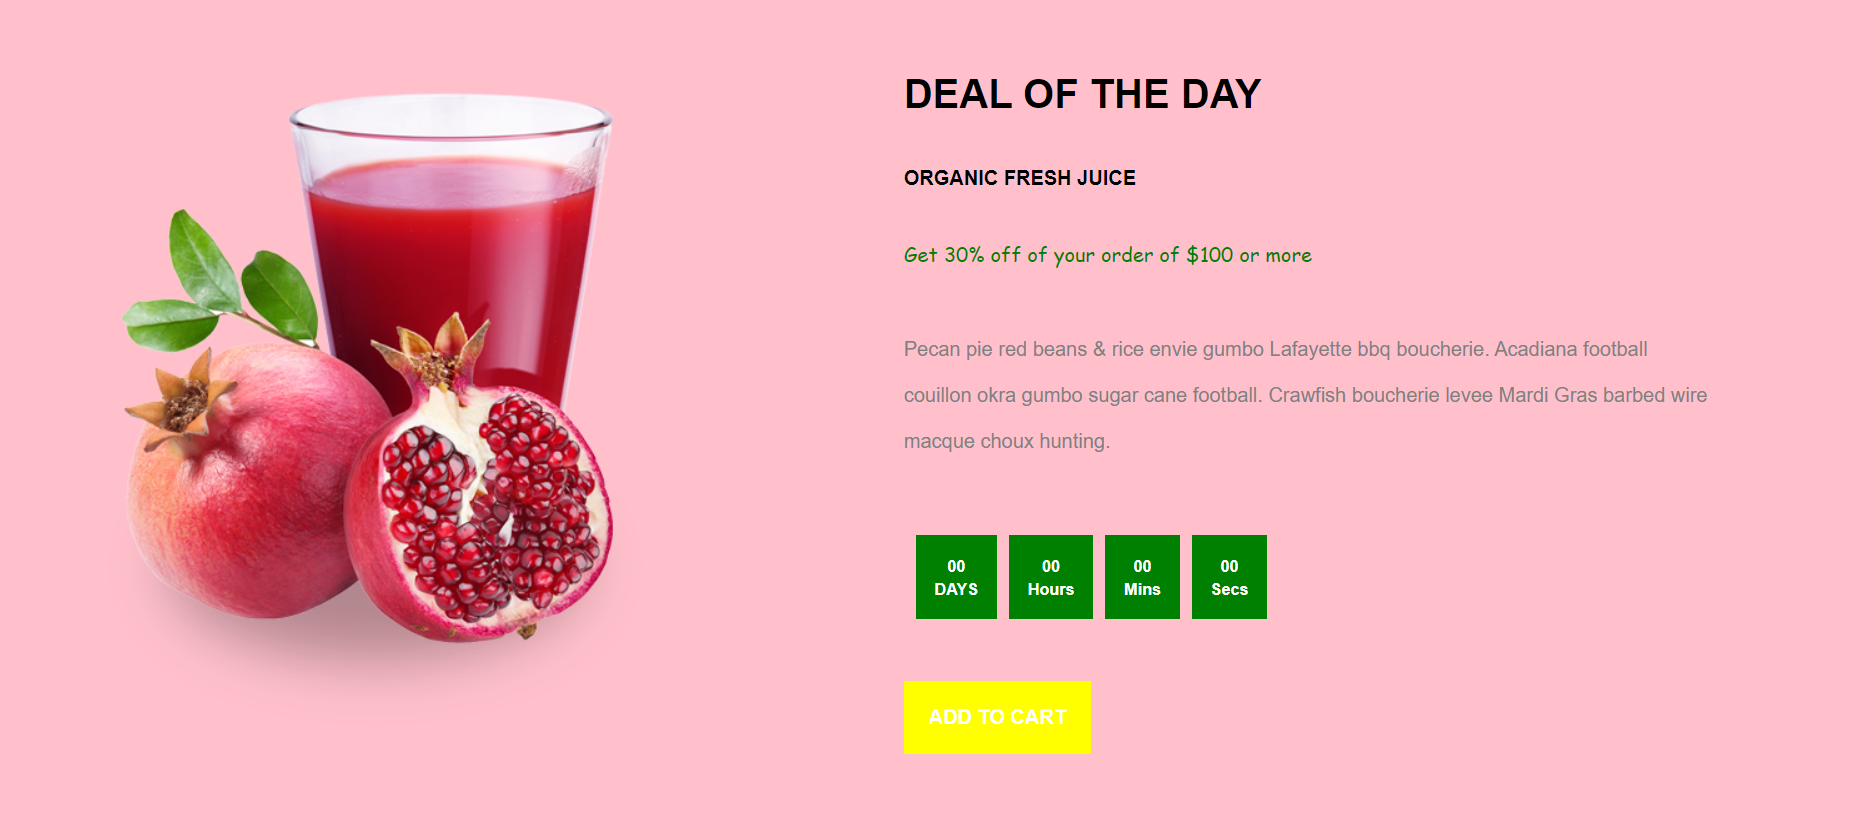 DEAL OF THE DAY
ORGANIC FRESH JUICE
Get 30% off of your order of $100 or more
Pecan pie red beans & rice envie gumbo Lafayette bbq boucherie. Acadiana football
couillon okra gumbo sugar cane football. Crawfish boucherie levee Mardi Gras barbed wire
macque choux hunting.
00 00 00 00
DAYS Hours Mins Secs
ADD TO CART